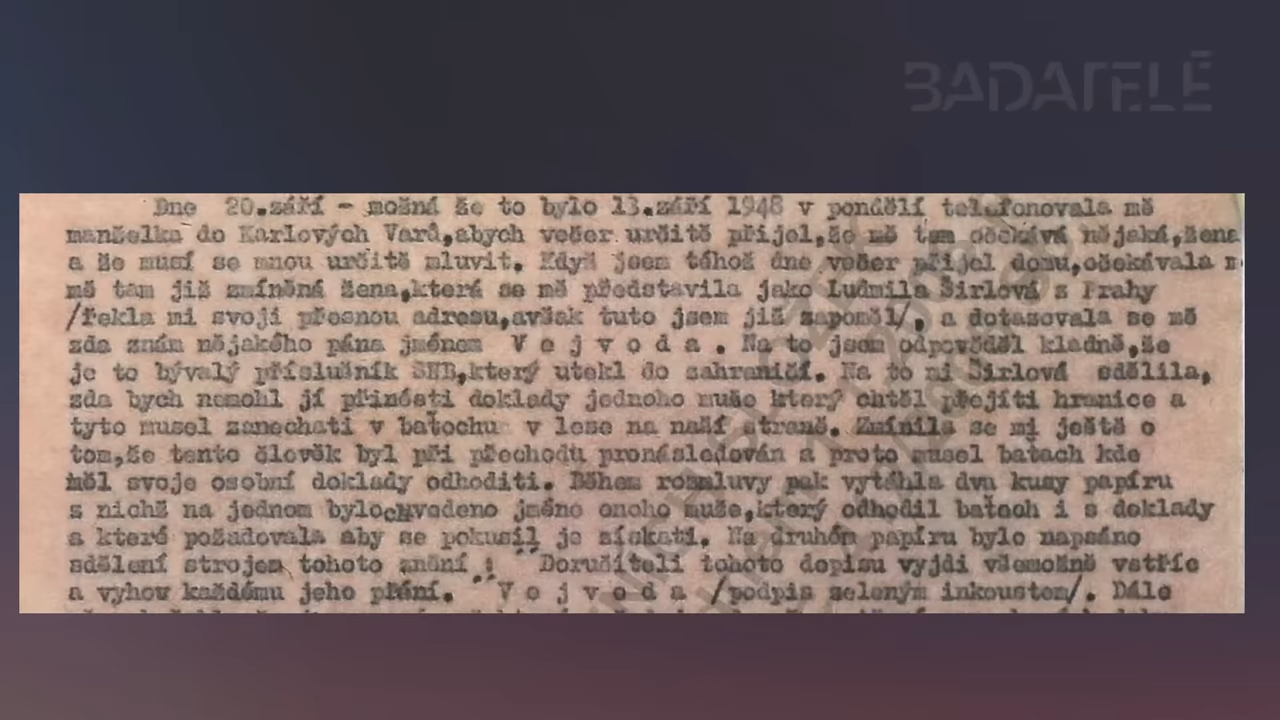 BADATELÉ
Dne 20.září - možná že to bylo 13.září 1948 v pondělí telefonovala mě
manželka do Karlových Varů,abych večer určitě přijel,že mě tam očekává nějaká,žena
a že musí se mnou určitě mluvit. Když jsem téhož dne večer přijel domu,očekávala
mě tam již zmíněná žena,která se mě představila jako Ludmila Širlová z Prahy
/řekla mi svoji přesnou adresu,avšak tuto jsem již zapoměl/, a dotazovala se mě
zda znám nějakého pána jménem V e j v o d a . Na to jsem odpověděl kladně,že
je to bývalý příslušník SNB,který utekl do zahraničí. Na to mi Širlová sdělila,
zda bych nemohl jí přinésti doklady jednoho muže který chtěl přejíti hranice a
tyto musel zanechati v baťochu v lese na naší straně. Zmínila se mi ještě o
tom,že tento člověk byl při přechodu pronásledován a proto musel baťach kde
měl svoje osobní doklady odhoditi. Během rozmluvy pak vytáhla dva kusy papíru
s nichž na jednom bylo uvedeno jméno onoho muže,který odhodil baťoch i s doklady
a které požadovala aby se pokusil je získati. Na druhém papíru bylo napsáno
sdělení strojem tohoto znění : "Doručiteli tohoto dopisu vyjdi všemožně vstříc
a vyhov každému jeho přání." V e j v o d a /podpis zeleným inkoustem/. Dále